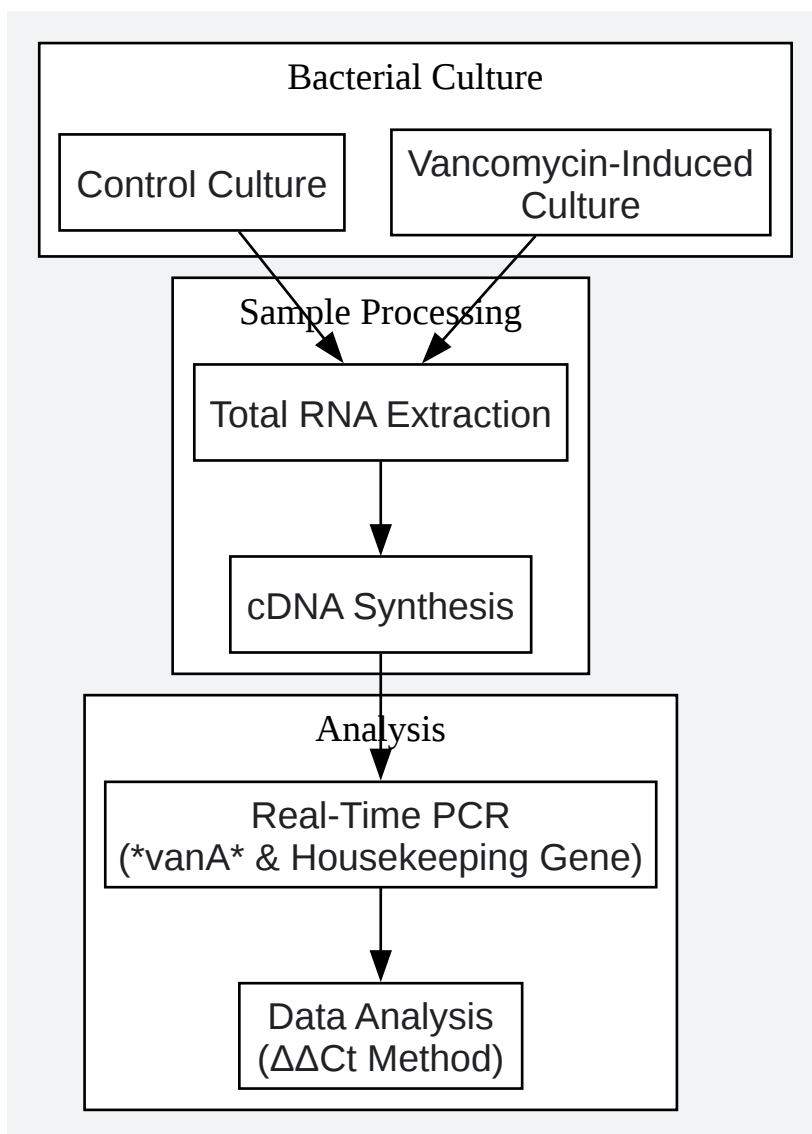 Bacterial Culture
Control Culture
Vancomycin-Induced
Culture
Sample Processing
Total RNA Extraction
cDNA Synthesis
Analysis
Real-Time PCR
(*vanA* & Housekeeping Gene)
Data Analysis
(ΔΔCt Method)